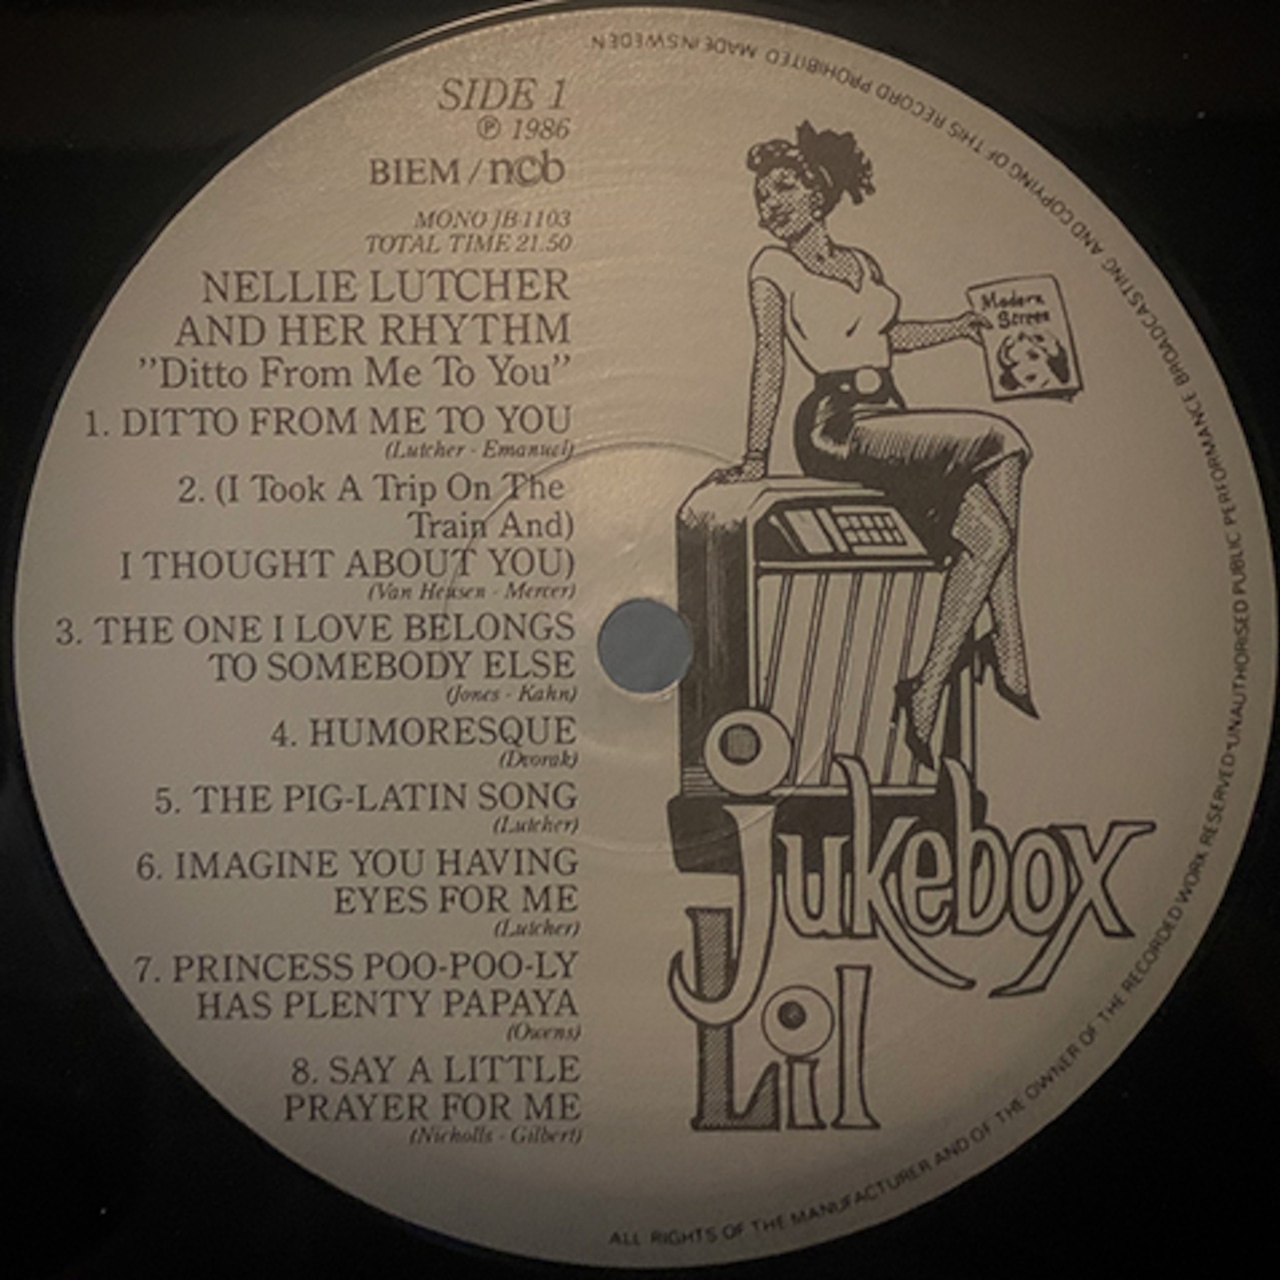 SIDE 1
℗ 1986
BIEM / ncb
MONO JB 1103
TOTAL TIME 21.50
NELLIE LUTCHER
AND HER RHYTHM
”Ditto From Me To You”
1. DITTO FROM ME TO YOU
(Lutcher - Emanuel)
2. (I Took A Trip On The
Train And)
I THOUGHT ABOUT YOU)
(Van Heusen - Mercer)
3. THE ONE I LOVE BELONGS
TO SOMEBODY ELSE
(Jones - Kahn)
4. HUMORESQUE
(Dvorak)
5. THE PIG-LATIN SONG
(Lutcher)
6. IMAGINE YOU HAVING
EYES FOR ME
(Lutcher)
7. PRINCESS POO-POO-LY
HAS PLENTY PAPAYA
(Owens)
8. SAY A LITTLE
PRAYER FOR ME
(Nicholls - Gilbert)
Modern
Screen
Jukebox
Lil
ALL RIGHTS OF THE MANUFACTURER AND OF THE OWNER OF THE RECORDED WORK RESERVED UNAUTHORISED PUBLIC PERFORMANCE BROADCASTING AND COPYING OF THIS RECORD PROHIBITED MADE IN SWEDEN